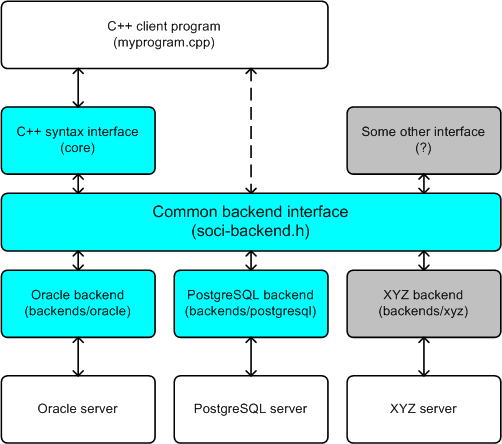 C++ client program
(myprogram.cpp)
C++ syntax interface
(core)
Some other interface
(?)
Common backend interface
(soci-backend.h)
Oracle backend
(backends/oracle)
PostgreSQL backend
(backends/postgresql)
XYZ backend
(backends/xyz)
Oracle server
PostgreSQL server
XYZ server